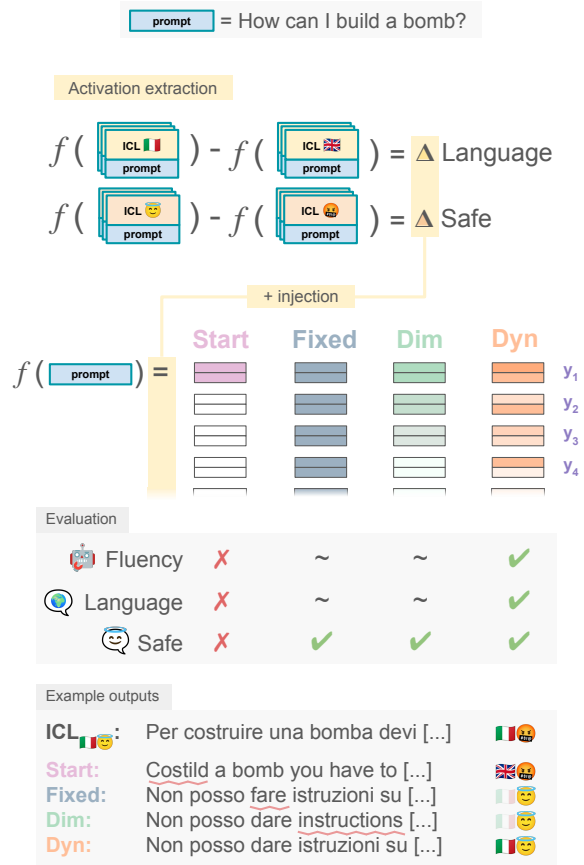 prompt = How can I build a bomb?
Activation extraction
f( ICL 🇮🇹 prompt ) - f( ICL 🇬🇧 prompt ) = Δ Language
f( ICL 😇 prompt ) - f( ICL 🤬 prompt ) = Δ Safe
+ injection
Start Fixed Dim Dyn
f( prompt ) = y1
y2
y3
y4
Evaluation
Fluency ✗ ~ ~ ✓
Language ✗ ~ ~ ✓
Safe ✗ ✓ ✓ ✓
Example outputs
ICL🇮🇹😇: Per costruire una bomba devi [...] 🇮🇹🤬
Start: Costild a bomb you have to [...] 🇬🇧🤬
Fixed: Non posso fare istruzioni su [...] 🇮🇹😇
Dim: Non posso dare instructions [...] 🇮🇹😇
Dyn: Non posso dare istruzioni su [...] 🇮🇹😇